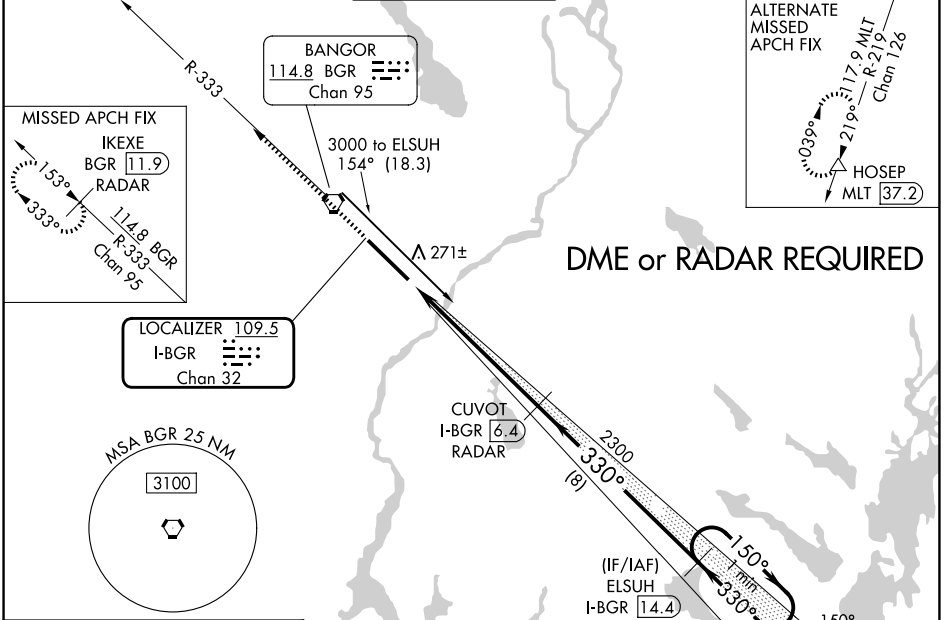 R-333
BANGOR
114.8 BGR
Chan 95
ALTERNATE
MISSED
APCH FIX
117.9 MLT
R-219
Chan 126
039°
219°
HOSEP
MLT 37.2
MISSED APCH FIX
IKEXE
BGR 11.9
RADAR
153°
333°
114.8 BGR
R-333
Chan 95
3000 to ELSUH
154° (18.3)
271±
DME or RADAR REQUIRED
LOCALIZER 109.5
I-BGR
Chan 32
CUVOT
I-BGR 6.4
RADAR
2300
330°
(8)
MSA BGR 25 NM
3100
(IF/IAF)
ELSUH
I-BGR 14.4
150°
1 min
330°
150°